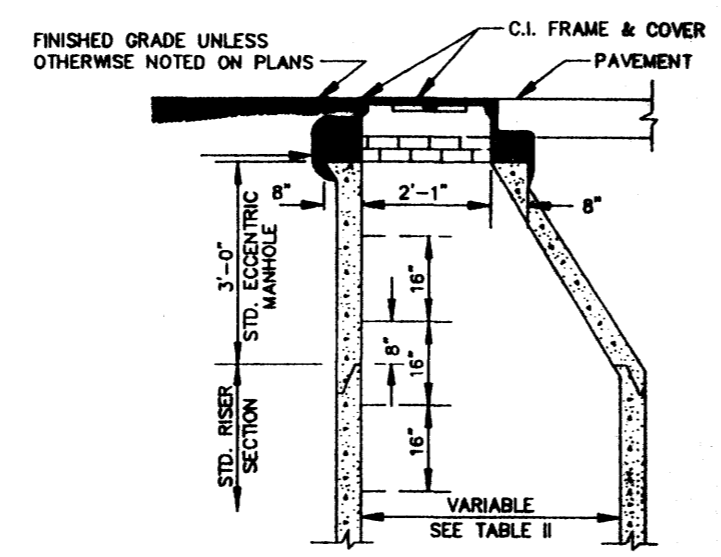 C.I. FRAME & COVER
FINISHED GRADE UNLESS
OTHERWISE NOTED ON PLANS
PAVEMENT
8"
2'-1"
8"
3'-0"
STD. ECCENTRIC
MANHOLE
16"
8"
16"
16"
STD. RISER
SECTION
VARIABLE
SEE TABLE II